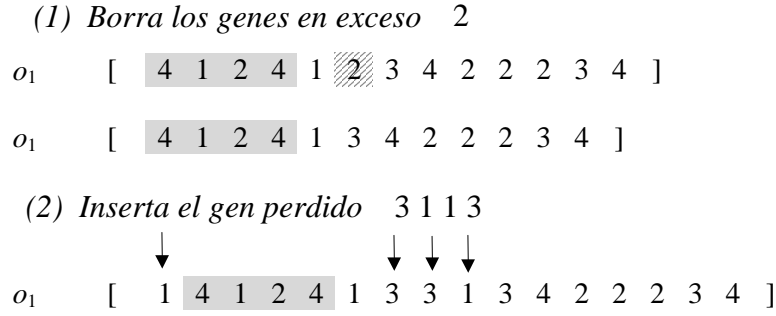 (1) Borra los genes en exceso 2
o1 [ 4 1 2 4 1 2 3 4 2 2 2 3 4 ]
o1 [ 4 1 2 4 1 3 4 2 2 2 3 4 ]
(2) Inserta el gen perdido 3 1 1 3
o1 [ 1 4 1 2 4 1 3 3 1 3 4 2 2 2 3 4 ]